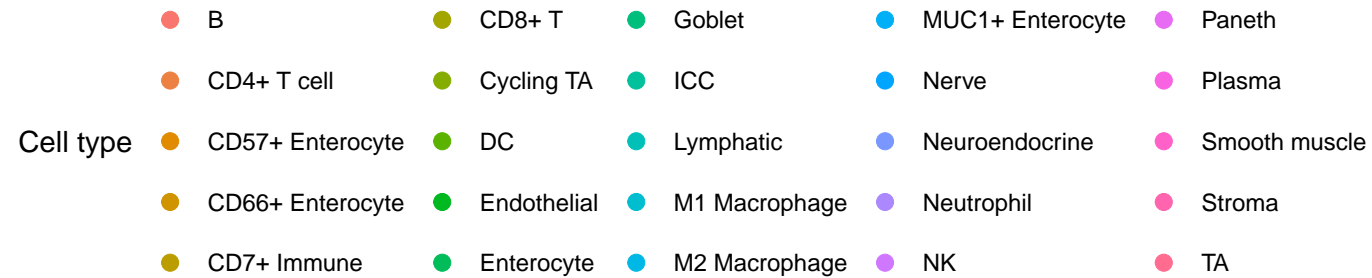 B CD8+ T Goblet MUC1+ Enterocyte Paneth
CD4+ T cell Cycling TA ICC Nerve Plasma
Cell type CD57+ Enterocyte DC Lymphatic Neuroendocrine Smooth muscle
CD66+ Enterocyte Endothelial M1 Macrophage Neutrophil Stroma
CD7+ Immune Enterocyte M2 Macrophage NK TA